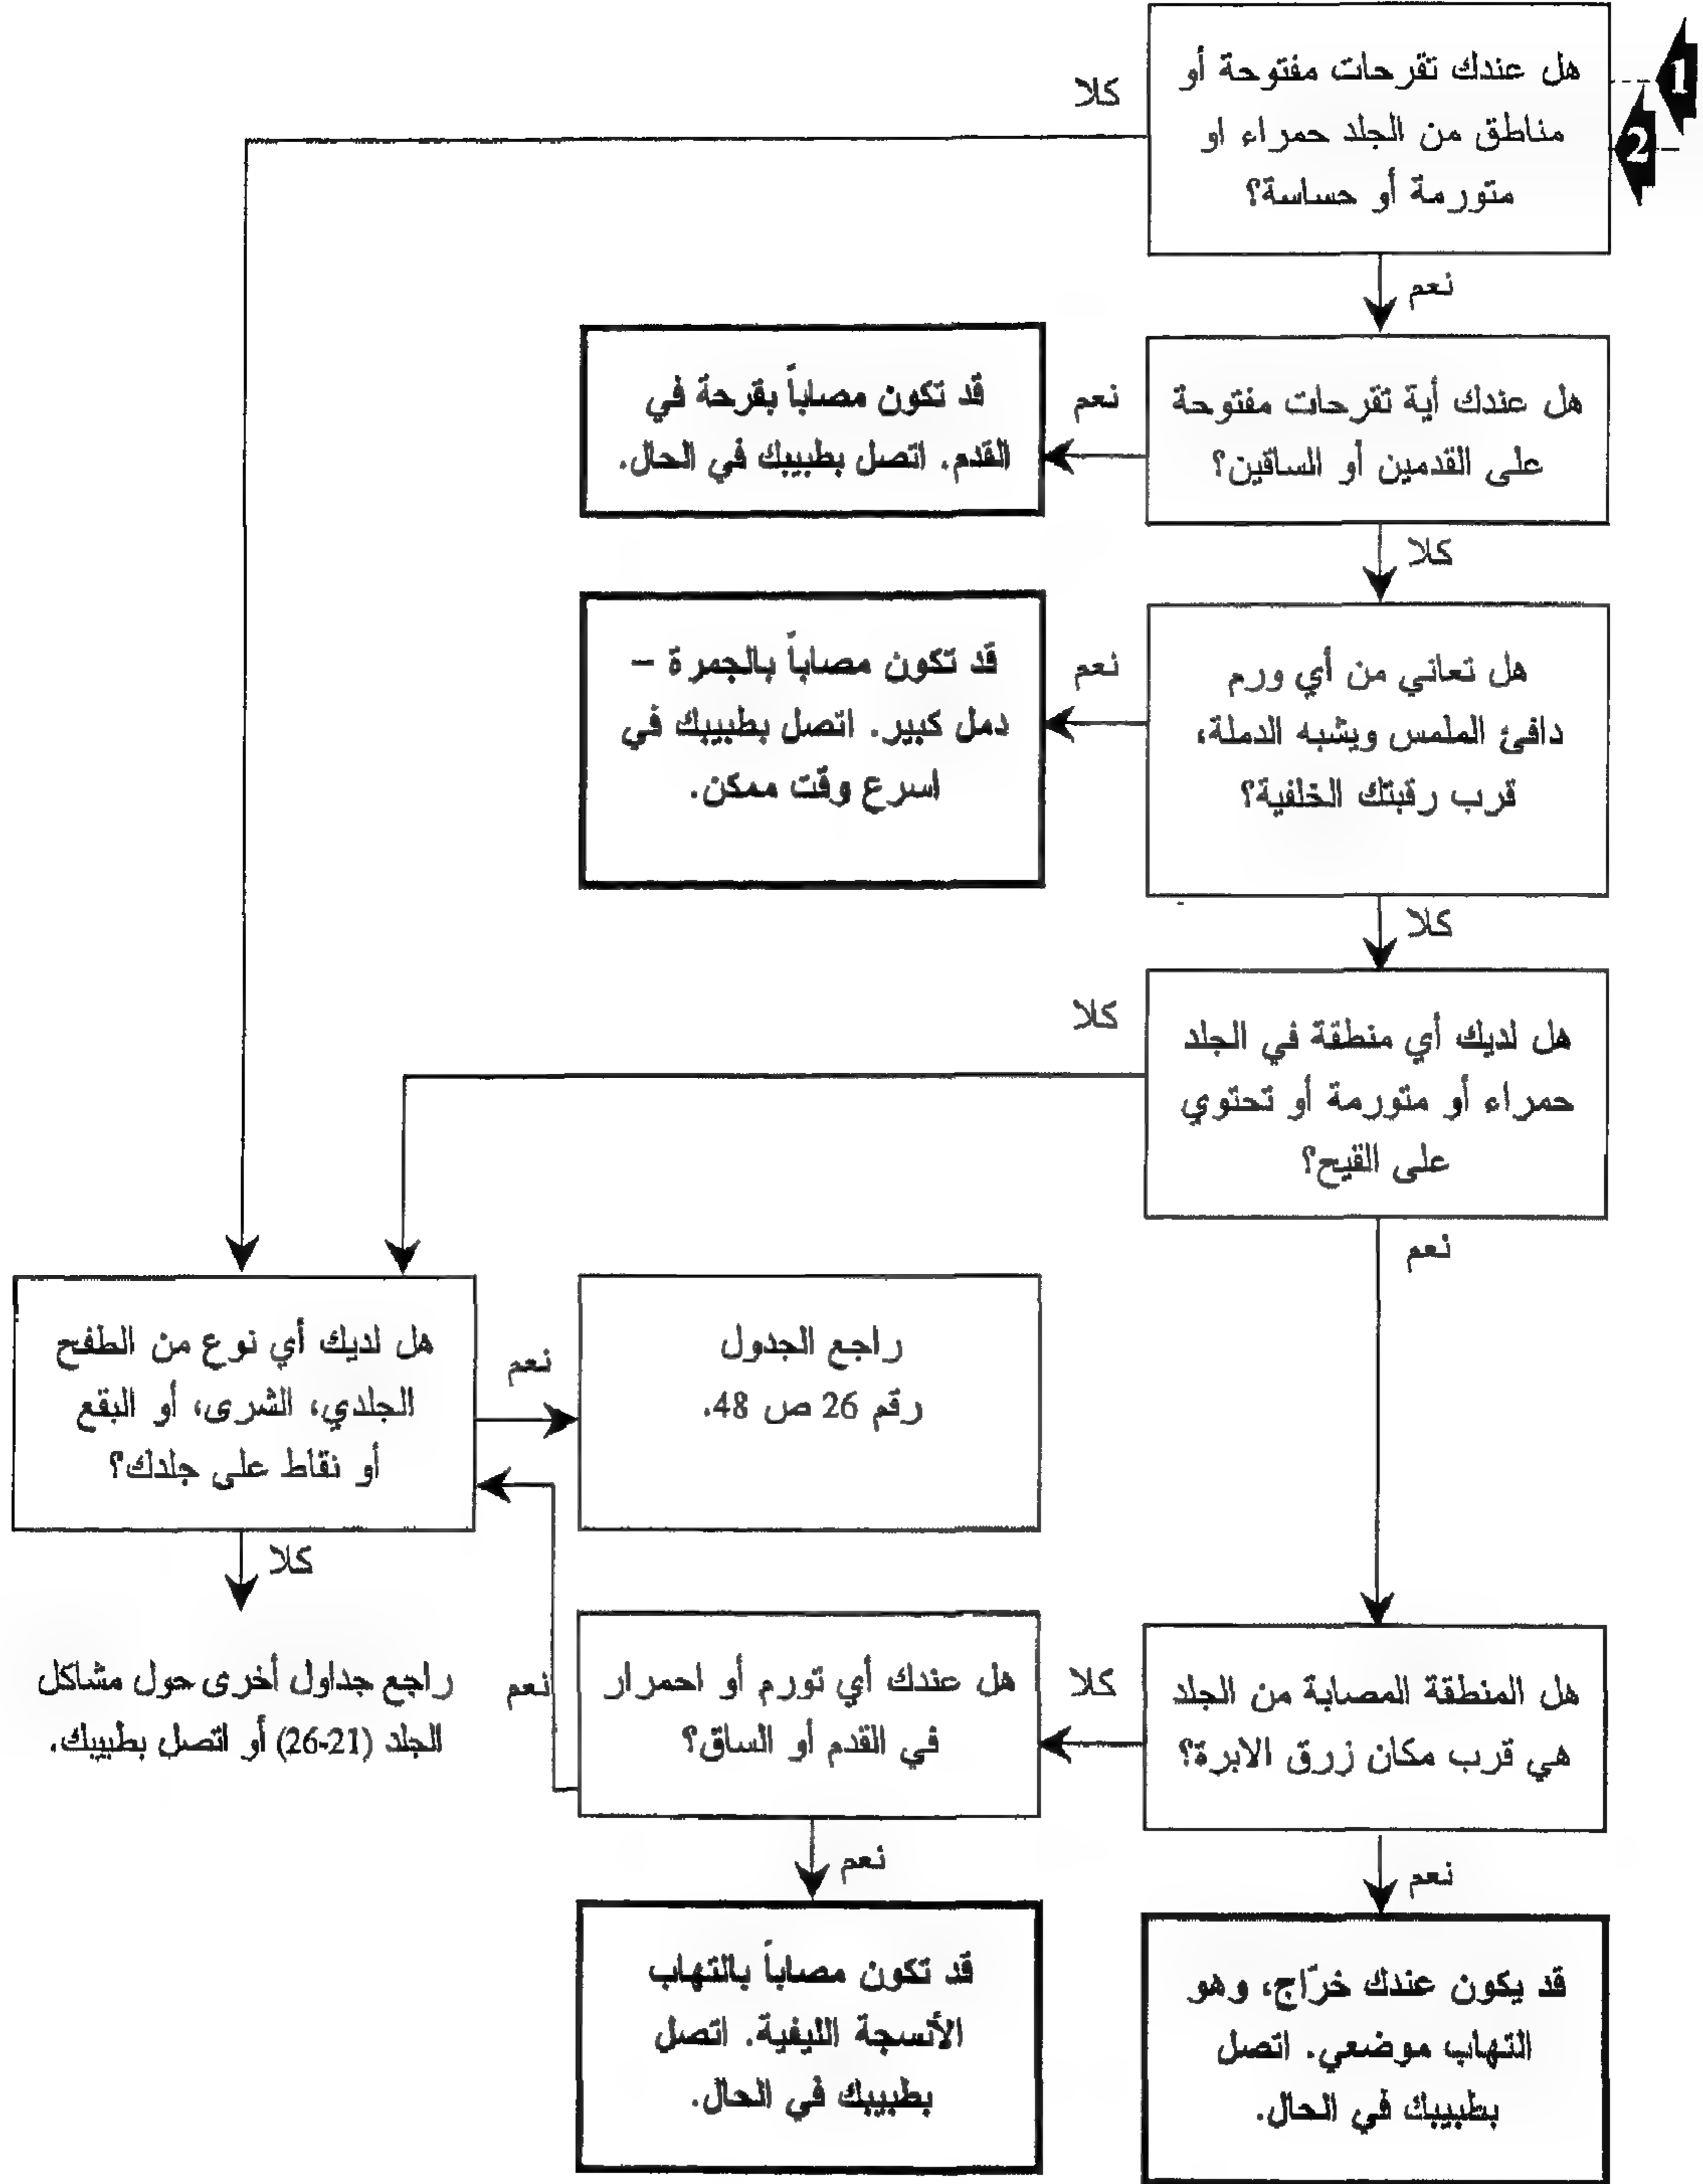 هل عندك تقرحات مفتوحة أو
مناطق من الجلد حمراء او
متورمة أو حساسة؟
1
2
كلا
نعم
هل عندك أية تقرحات مفتوحة
على القدمين أو الساقين؟
نعم
قد تكون مصاباً بقرحة في
القدم. اتصل بطبيبك في الحال.
كلا
هل تعاني من أي ورم
دافئ الملمس ويشبه الدملة،
قرب رقبتك الخلفية؟
نعم
قد تكون مصاباً بالجمرة –
دمل كبير. اتصل بطبيبك في
اسرع وقت ممكن.
كلا
هل لديك أي منطقة في الجلد
حمراء أو متورمة أو تحتوي
على القيح؟
كلا
نعم
هل لديك أي نوع من الطفح
الجلدي، الشرى، أو البقع
أو نقاط على جلدك؟
نعم
راجع الجدول
رقم 26 ص 48.
كلا
راجع جداول أخرى حول مشاكل
الجلد (21-26) أو اتصل بطبيبك.
هل المنطقة المصابة من الجلد
هي قرب مكان زرق الابرة؟
كلا
هل عندك أي تورم أو احمرار
في القدم أو الساق؟
نعم
نعم
قد تكون مصاباً بالتهاب
الأنسجة الليفية. اتصل
بطبيبك في الحال.
نعم
قد يكون عندك خرّاج، وهو
التهاب موضعي. اتصل
بطبيبك في الحال.